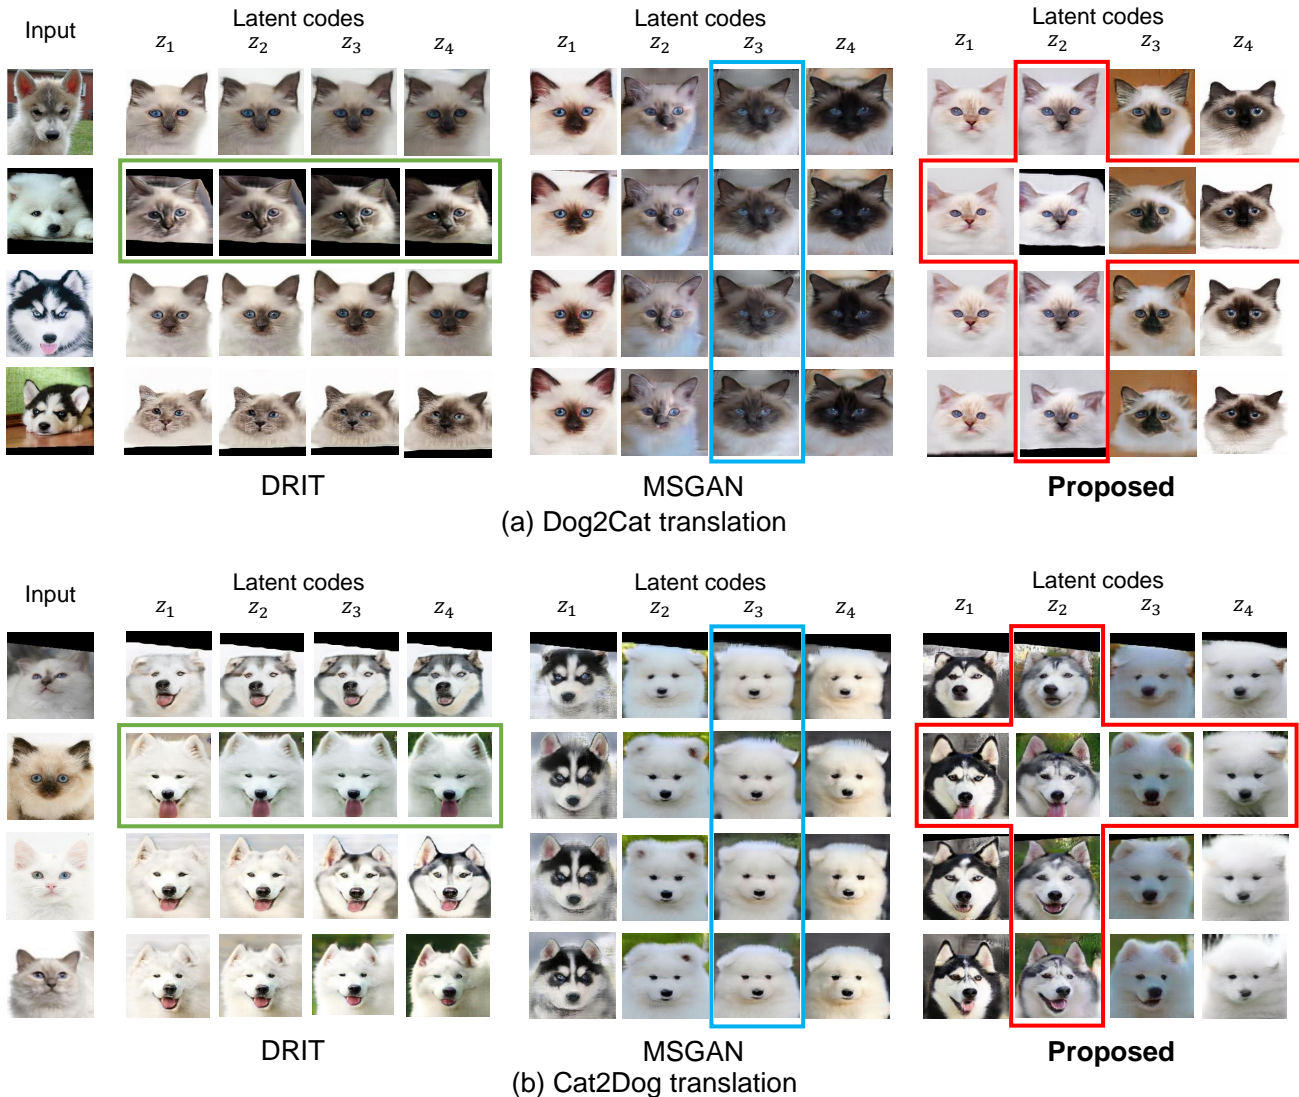 Input
Latent codes
Latent codes
Latent codes
z1 z2 z3 z4
z1 z2 z3 z4
z1 z2 z3 z4
DRIT
MSGAN
Proposed
(a) Dog2Cat translation
Input
Latent codes
Latent codes
Latent codes
z1 z2 z3 z4
z1 z2 z3 z4
z1 z2 z3 z4
DRIT
MSGAN
Proposed
(b) Cat2Dog translation